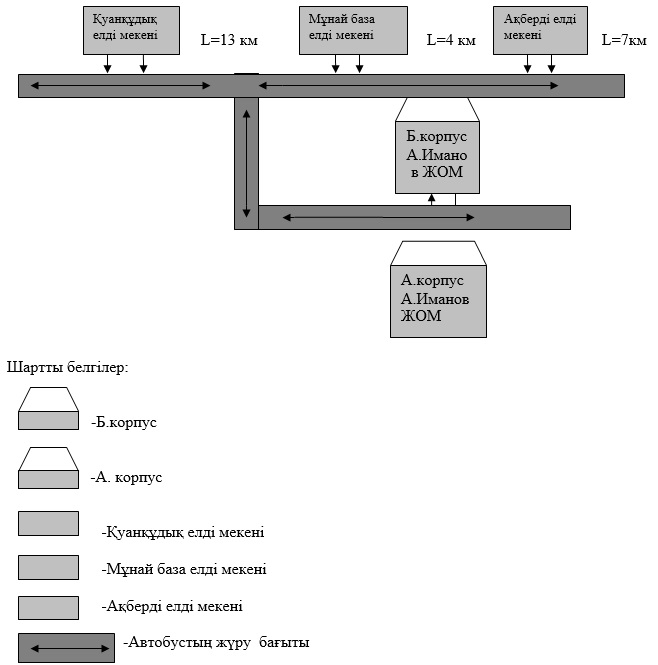 Қуанқұдық
елді мекені
L=13 км
Мұнай база
елді мекені
L=4 км
Ақберді елді
мекені
L=7км
Б.корпус
А.Имано
в ЖОМ
А.корпус
А.Иманов
ЖОМ
Шартты белгілер:
-Б.корпус
-А. корпус
-Қуанқұдық елді мекені
-Мұнай база елді мекені
-Ақберді елді мекені
-Автобустың жүру бағыты